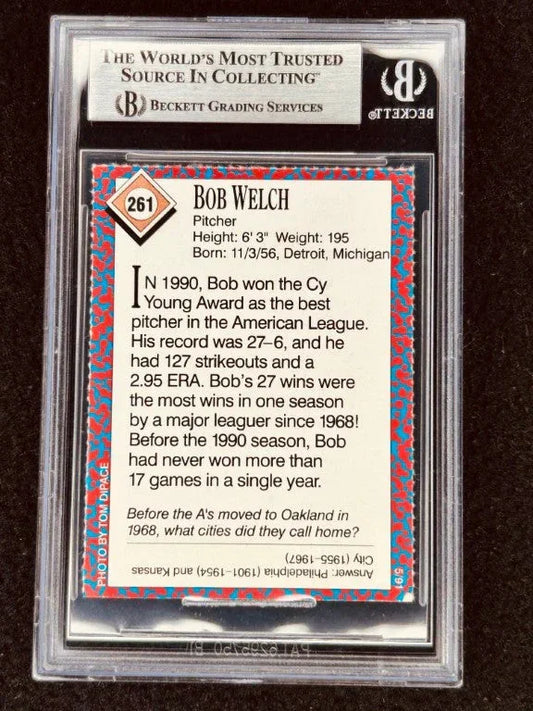 THE WORLD'S MOST TRUSTED
SOURCE IN COLLECTING™
B BECKETT GRADING SERVICES
B
BECKETT®
261
BOB WELCH
Pitcher
Height: 6' 3" Weight: 195
Born: 11/3/56, Detroit, Michigan
IN 1990, Bob won the Cy
Young Award as the best
pitcher in the American League.
His record was 27–6, and he
had 127 strikeouts and a
2.95 ERA. Bob's 27 wins were
the most wins in one season
by a major leaguer since 1968!
Before the 1990 season, Bob
had never won more than
17 games in a single year.
Before the A's moved to Oakland in
1968, what cities did they call home?
Answer: Philadelphia (1901–1954) and Kansas
City (1955–1967)
PHOTO BY TOM DIPACE
5/91